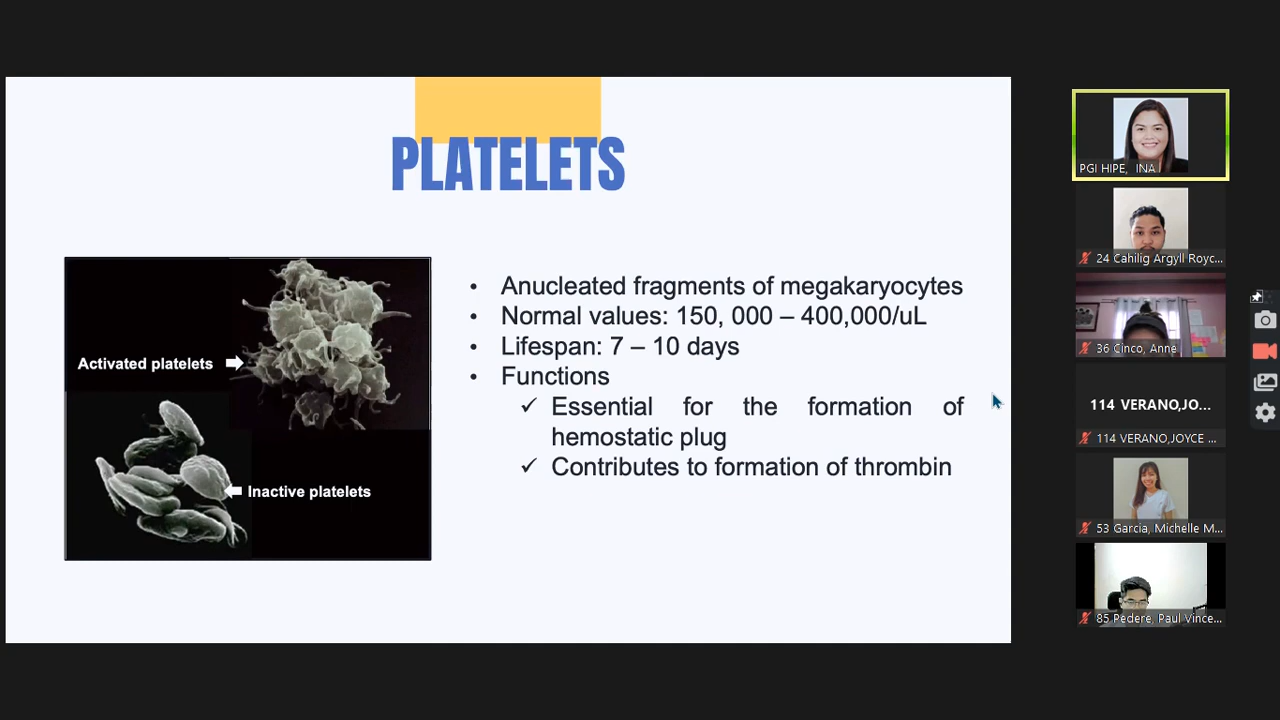 PLATELETS
Activated platelets
Inactive platelets
• Anucleated fragments of megakaryocytes
• Normal values: 150, 000 – 400,000/uL
• Lifespan: 7 – 10 days
• Functions
✓ Essential for the formation of
hemostatic plug
✓ Contributes to formation of thrombin
PGI HIPE, INA
24 Cahilig Argyll Royc...
36 Cinco, Anne
114 VERANO,JO...
114 VERANO,JOYCE ...
53 Garcia, Michelle M...
85 Pedere, Paul Vince...